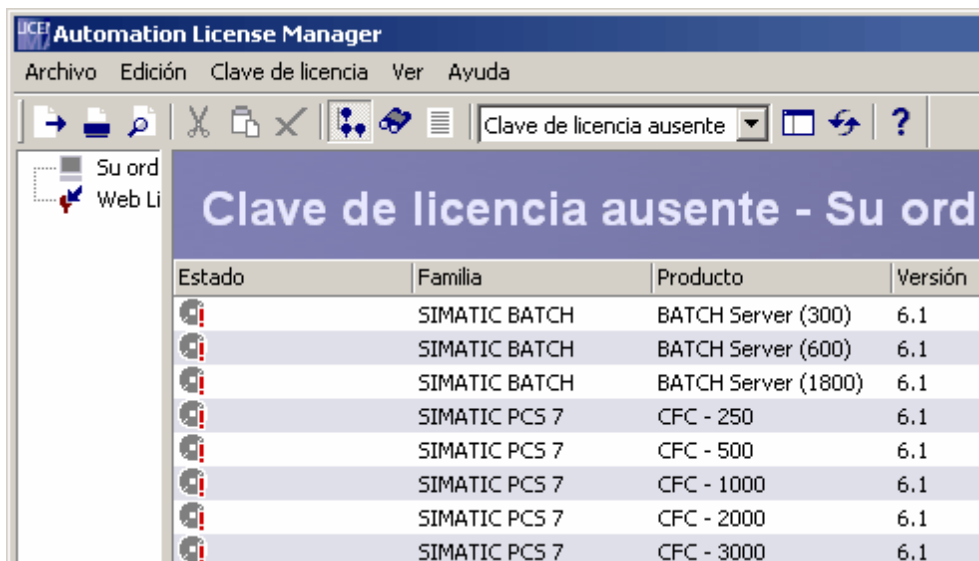 Automation License Manager
Archivo Edición Clave de licencia Ver Ayuda
Clave de licencia ausente
?
Su ord
Web Li
Clave de licencia ausente - Su ord
Estado Familia Producto Versión
SIMATIC BATCH BATCH Server (300) 6.1
SIMATIC BATCH BATCH Server (600) 6.1
SIMATIC BATCH BATCH Server (1800) 6.1
SIMATIC PCS 7 CFC - 250 6.1
SIMATIC PCS 7 CFC - 500 6.1
SIMATIC PCS 7 CFC - 1000 6.1
SIMATIC PCS 7 CFC - 2000 6.1
SIMATIC PCS 7 CFC - 3000 6.1